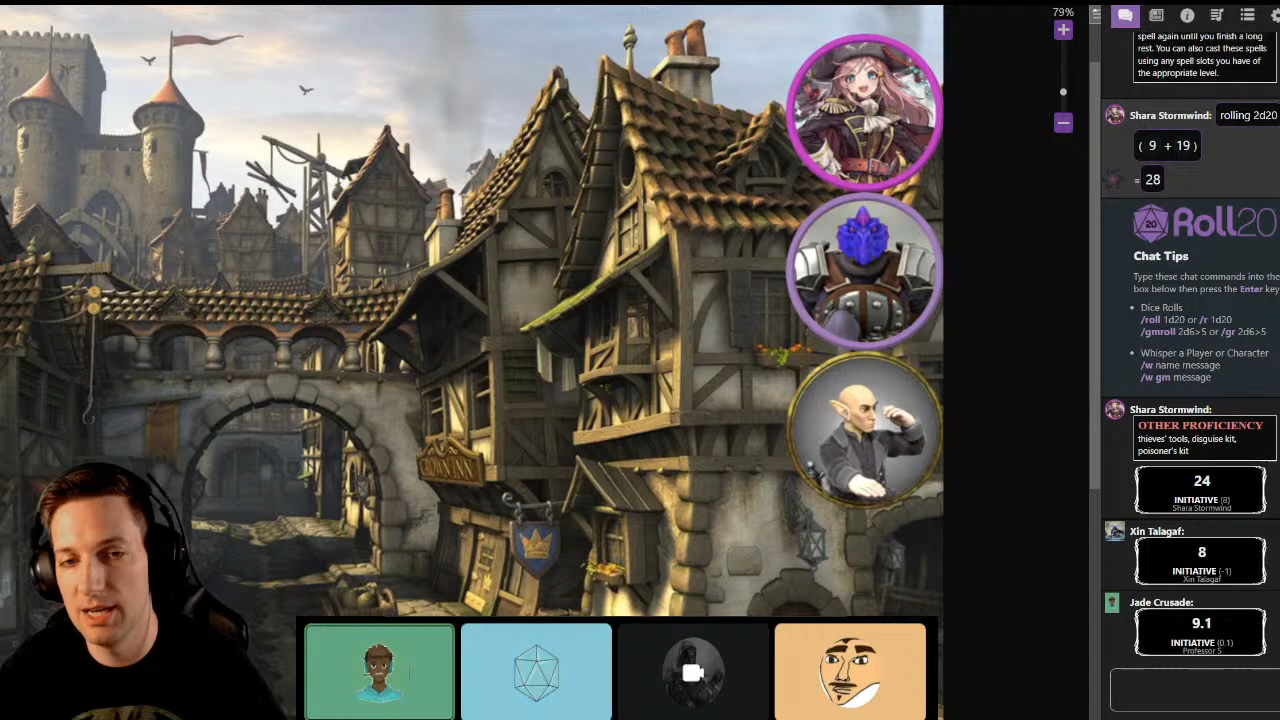 79%
spell again until you finish a long
rest. You can also cast these spells
using any spell slots you have of
the appropriate level.
Shara Stormwind: rolling 2d20
( 9 + 19 )
= 28
20 Roll20
Chat Tips
Type these chat commands into the
box below then press the Enter key
• Dice Rolls
/roll 1d20 or /r 1d20
/gmroll 2d6>5 or /gr 2d6>5
• Whisper a Player or Character
/w name message
/w gm message
Shara Stormwind:
OTHER PROFICIENCY
thieves' tools, disguise kit,
poisoner's kit
24
INITIATIVE (8)
Shara Stormwind
Xin Talagaf:
8
INITIATIVE (-1)
Xin Talagaf
Jade Crusade:
9.1
INITIATIVE (0.1)
Professor S
CROWN INN